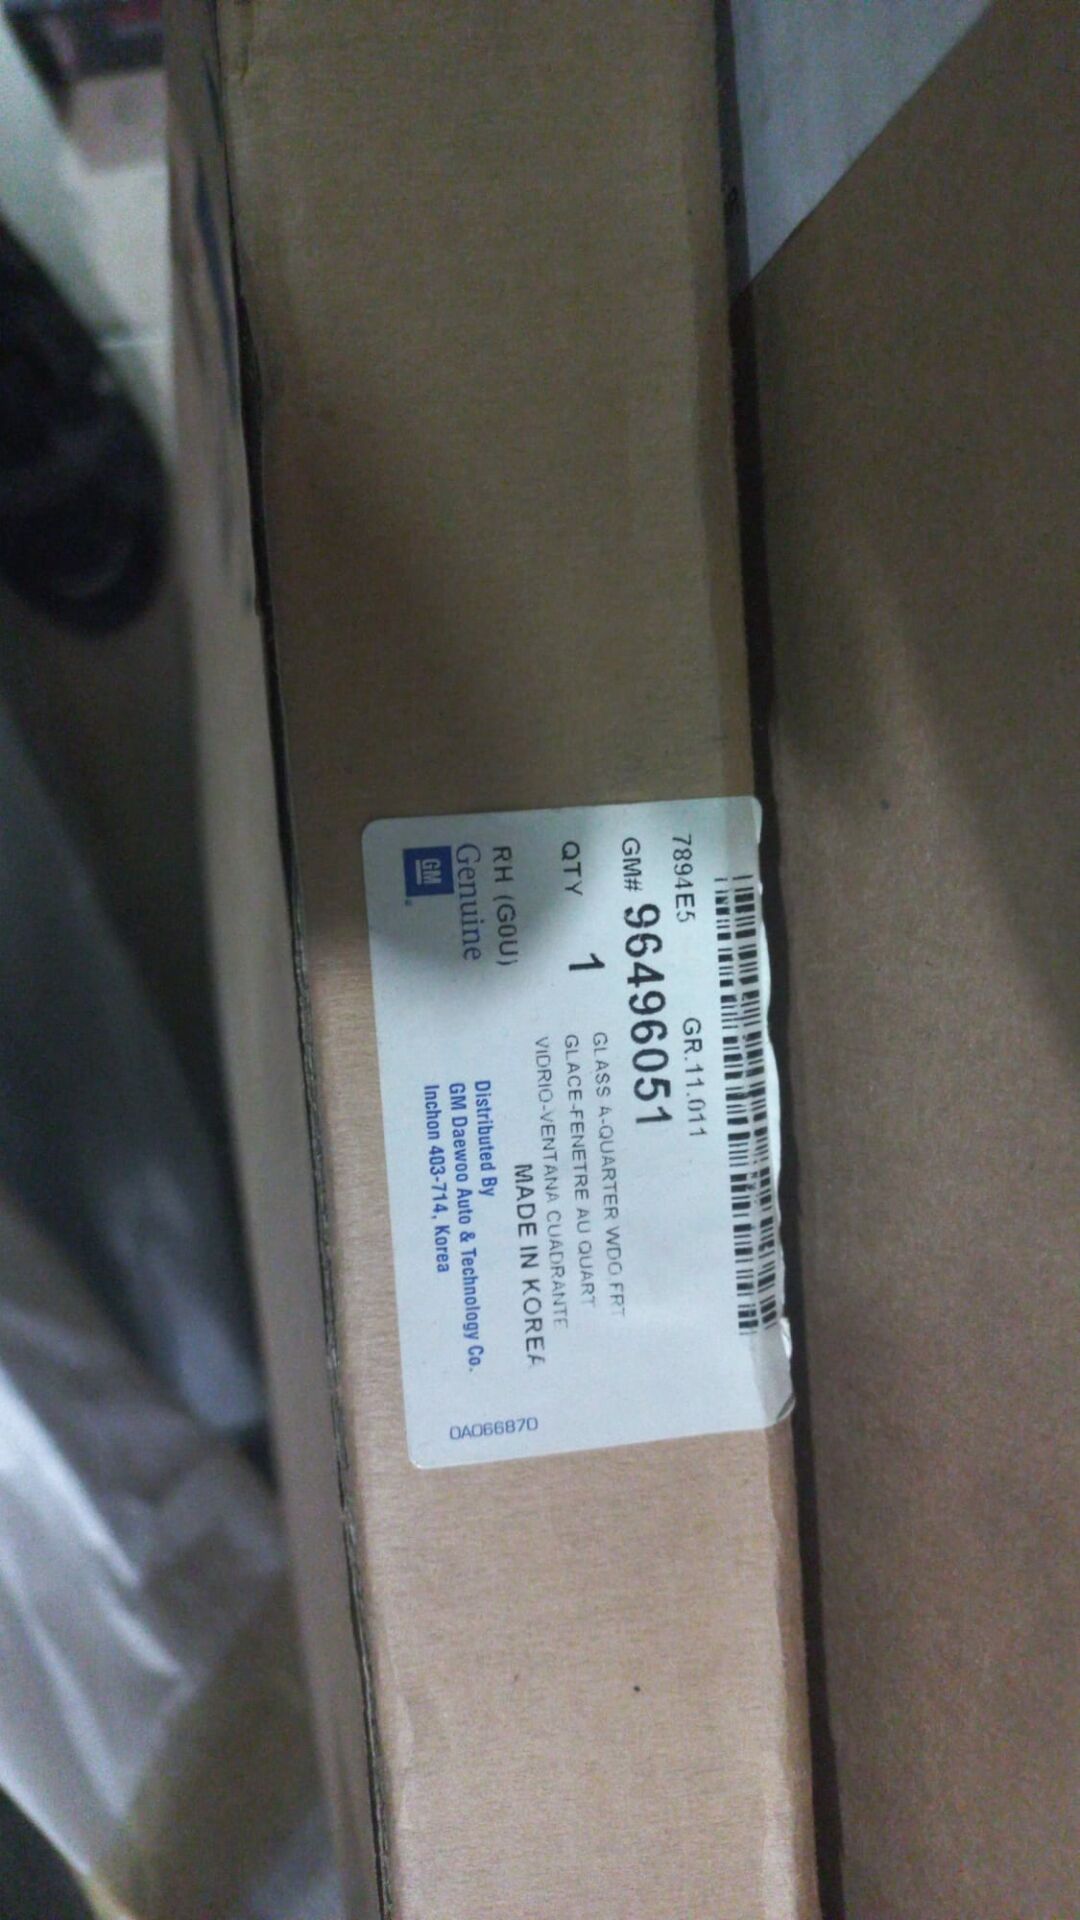 7894E5 GR.11.011
GM# 96496051
QTY 1
GLASS A-QUARTER WDO FRT
GLACE-FENETRE AU QUART
VIDRIO-VENTANA CUADRANTE
RH (G0U)
MADE IN KOREA
GM Genuine
Distributed By
GM Daewoo Auto & Technology Co.
Inchon 403-714, Korea
0A066870